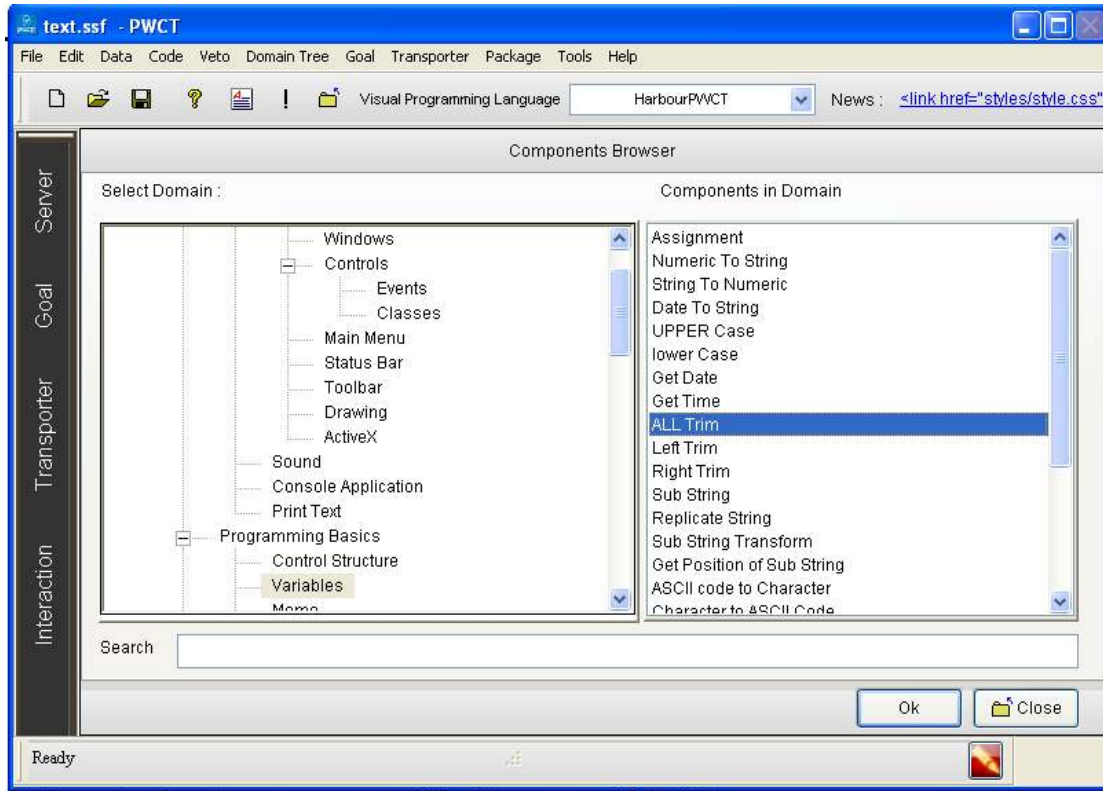 text.ssf - PWCT
File Edit Data Code Veto Domain Tree Goal Transporter Package Tools Help
Visual Programming Language HarbourPWCT News : <link href="styles/style.css"
Components Browser
Server
Goal
Transporter
Interaction
Select Domain :
Windows
Controls
Events
Classes
Main Menu
Status Bar
Toolbar
Drawing
ActiveX
Sound
Console Application
Print Text
Programming Basics
Control Structure
Variables
Memo
Components in Domain
Assignment
Numeric To String
String To Numeric
Date To String
UPPER Case
lower Case
Get Date
Get Time
ALL Trim
Left Trim
Right Trim
Sub String
Replicate String
Sub String Transform
Get Position of Sub String
ASCII code to Character
Character to ASCII Code
Search
Ok Close
Ready